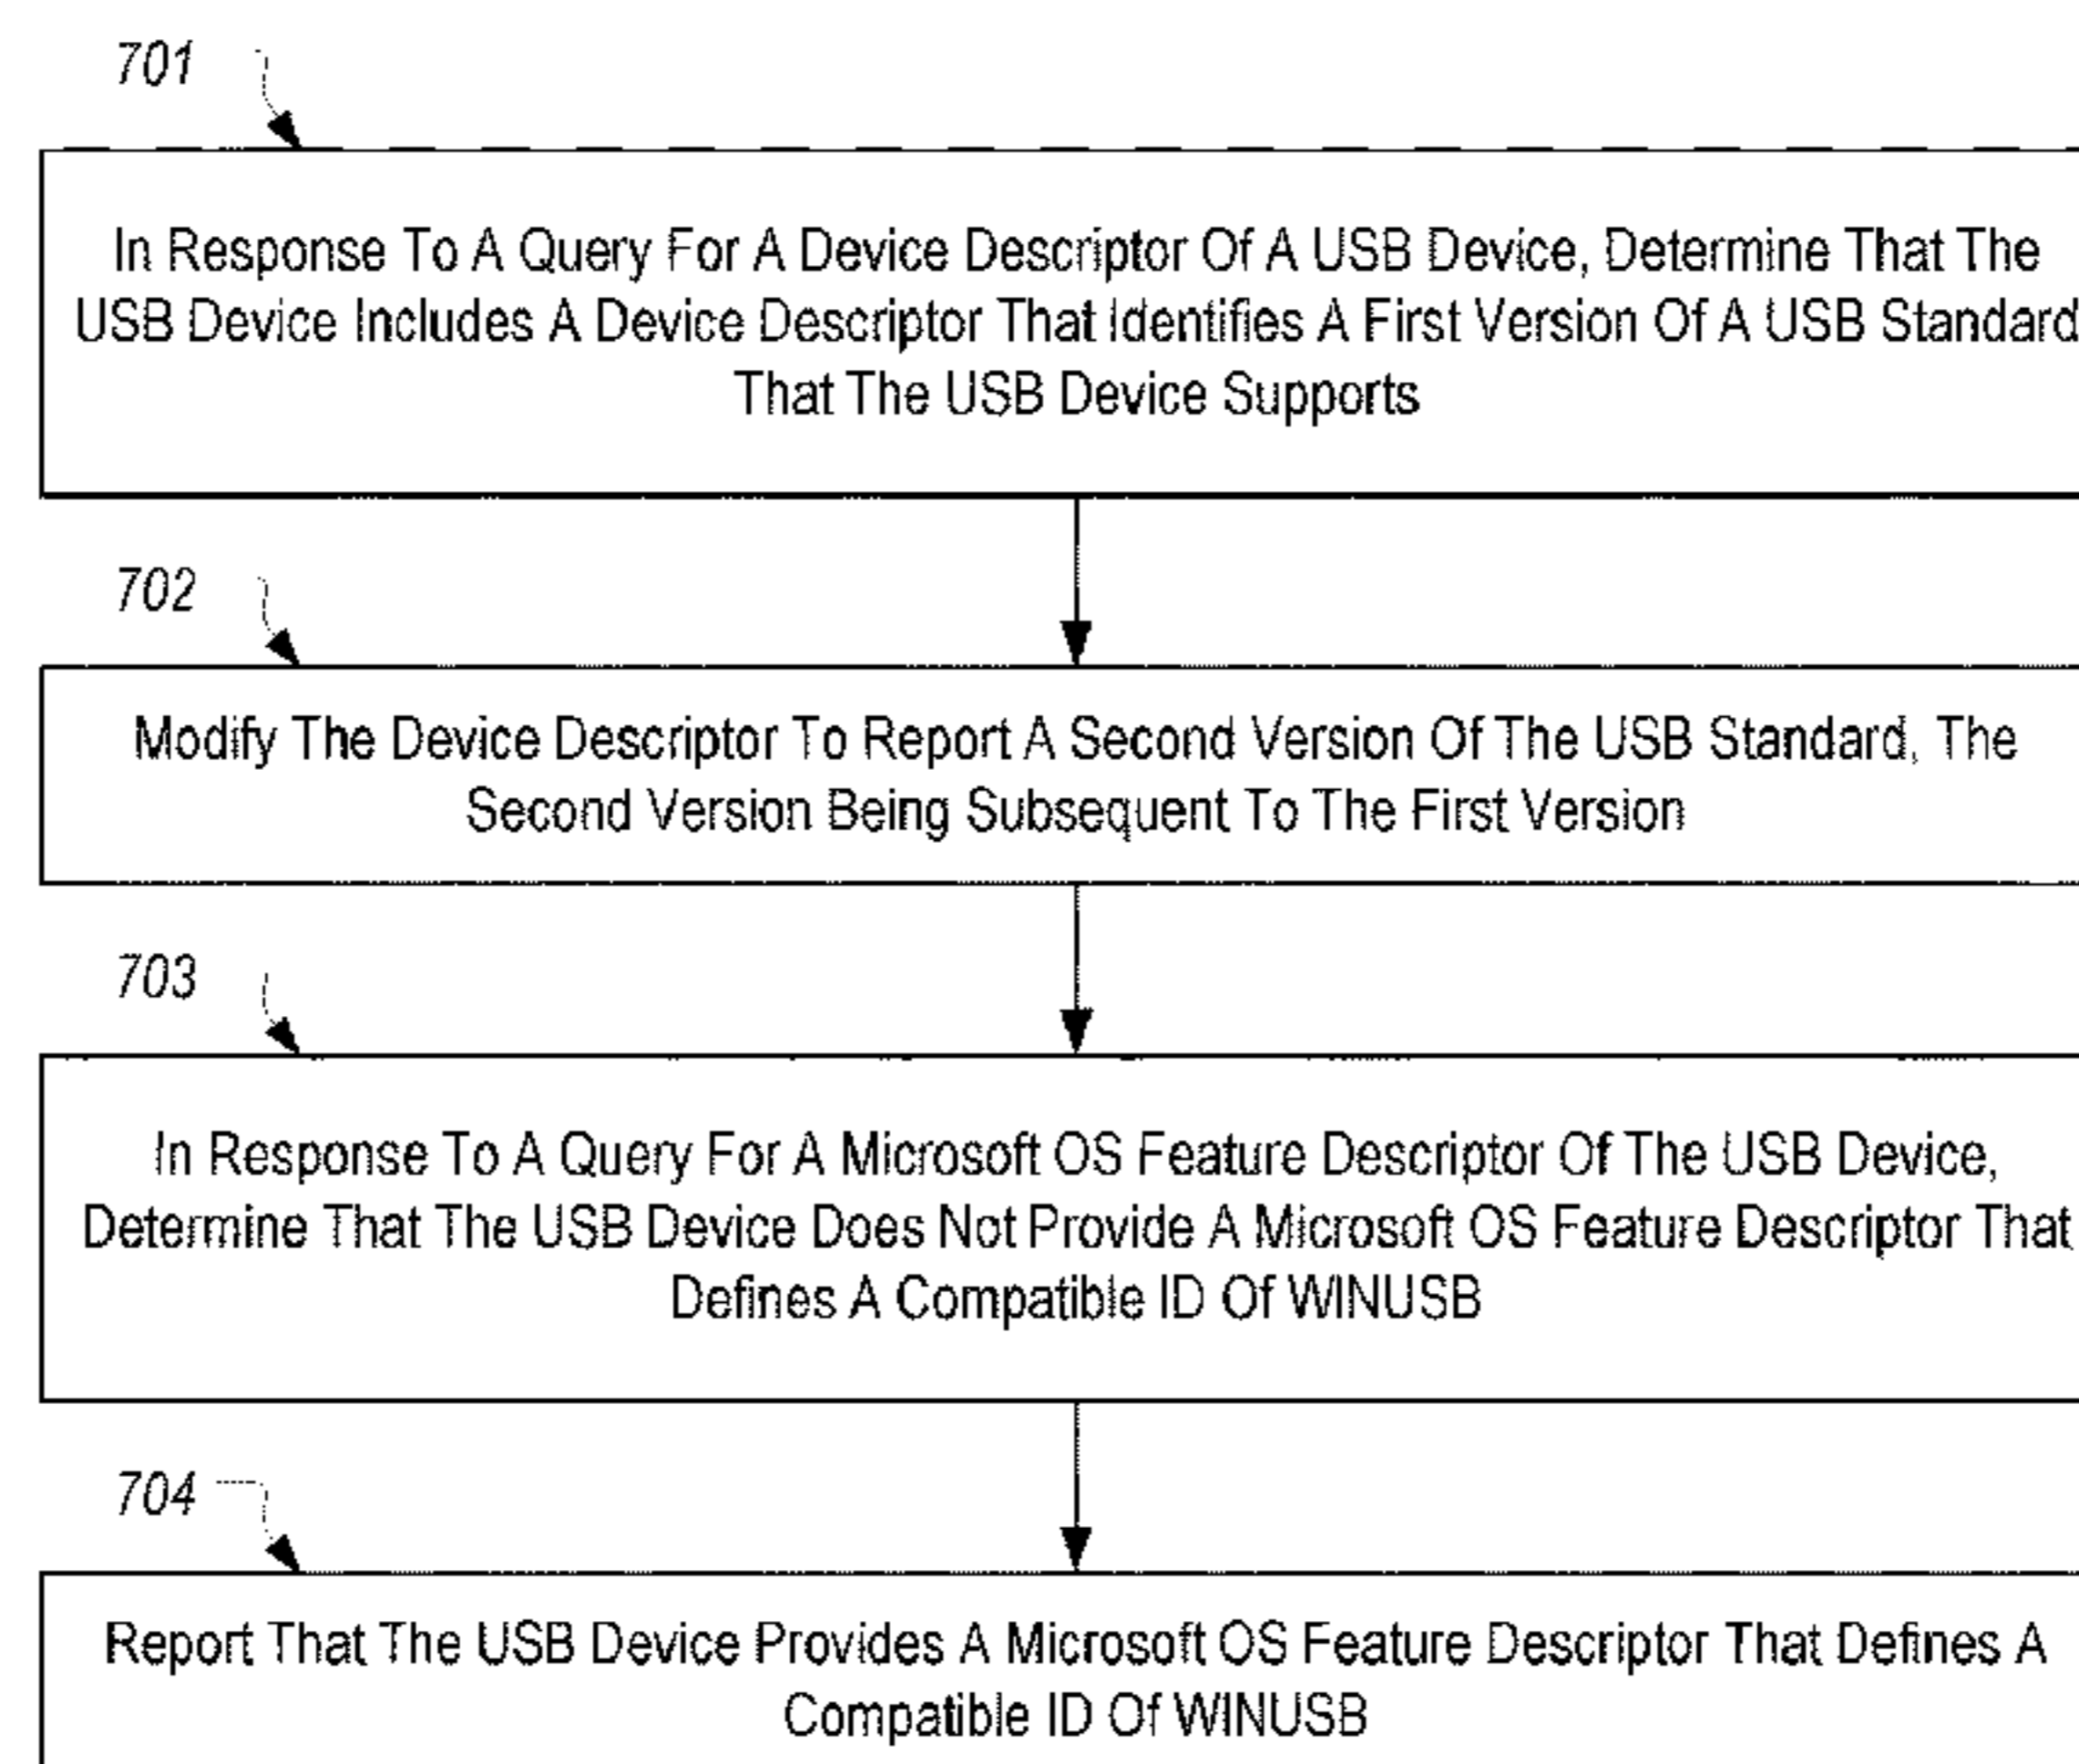 701
In Response To A Query For A Device Descriptor Of A USB Device, Determine That The
USB Device Includes A Device Descriptor That Identifies A First Version Of A USB Standard
That The USB Device Supports
702
Modify The Device Descriptor To Report A Second Version Of The USB Standard, The
Second Version Being Subsequent To The First Version
703
In Response To A Query For A Microsoft OS Feature Descriptor Of The USB Device,
Determine That The USB Device Does Not Provide A Microsoft OS Feature Descriptor That
Defines A Compatible ID Of WINUSB
704
Report That The USB Device Provides A Microsoft OS Feature Descriptor That Defines A
Compatible ID Of WINUSB